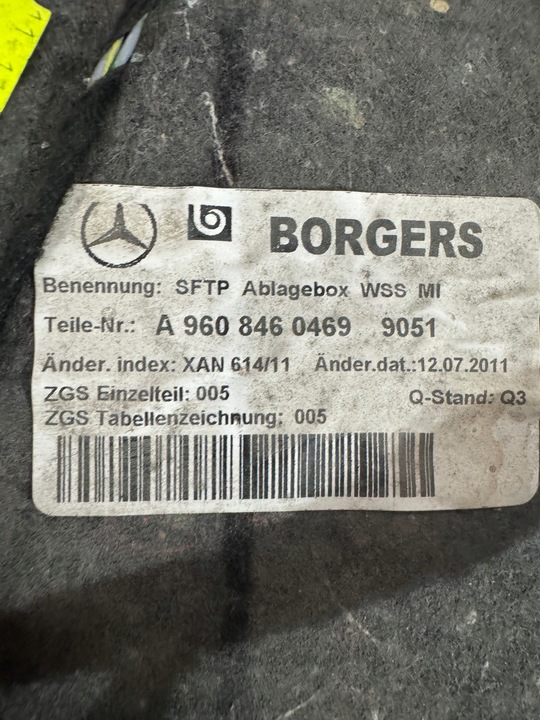 BORGERS
Benennung: SFTP Ablagebox WSS MI
Teile-Nr.: A 960 846 0469 9051
Änder. index: XAN 614/11 Änder.dat.:12.07.2011
ZGS Einzelteil: 005 Q-Stand: Q3
ZGS Tabellenzeichnung: 005